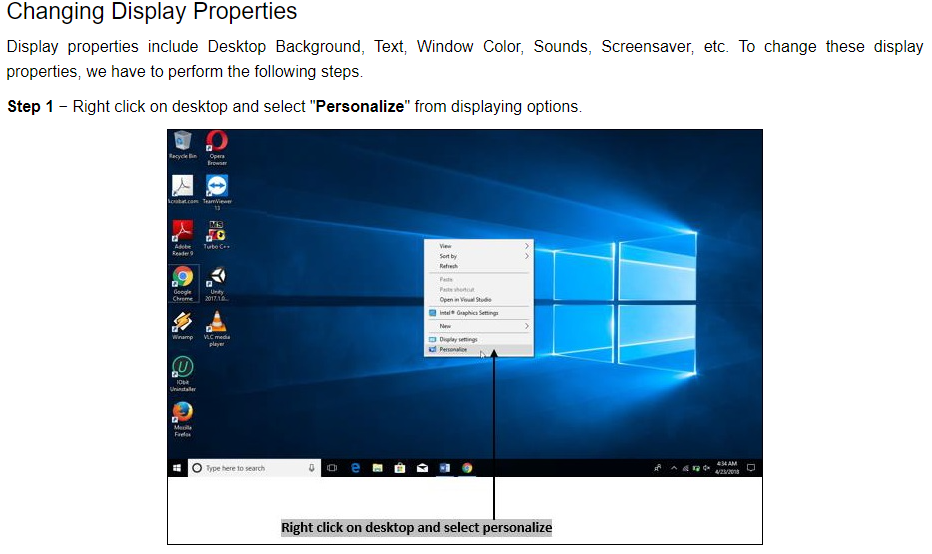 Changing Display Properties
Display properties include Desktop Background, Text, Window Color, Sounds, Screensaver, etc. To change these display
properties, we have to perform the following steps.
Step 1 − Right click on desktop and select "Personalize" from displaying options.
Recycle Bin
Opera
Browser
Acrobat.com
TeamViewer
13
Adobe
Reader 9
MS
Turbo C++
Google
Chrome
Unity
2017.1.0...
Winamp
VLC media
player
IObit
Uninstaller
Mozilla
Firefox
View
Sort by
Refresh
Paste
Paste shortcut
Open in Visual Studio
Intel® Graphics Settings
New
Display settings
Personalize
Type here to search
4:34 AM
4/23/2018
Right click on desktop and select personalize